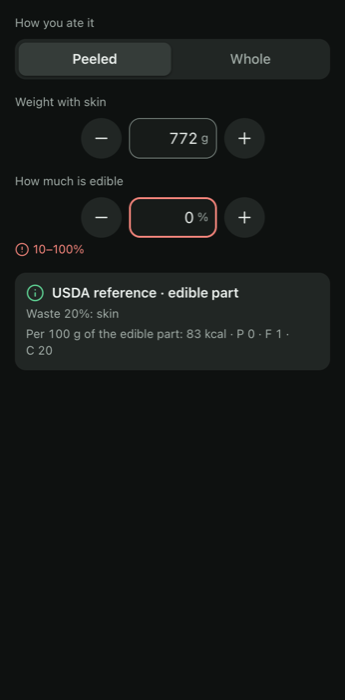 How you ate it
Peeled Whole
Weight with skin
− 772 g +
How much is edible
− 0 % +
10–100%
USDA reference · edible part
Waste 20%: skin
Per 100 g of the edible part: 83 kcal · P 0 · F 1 ·
C 20